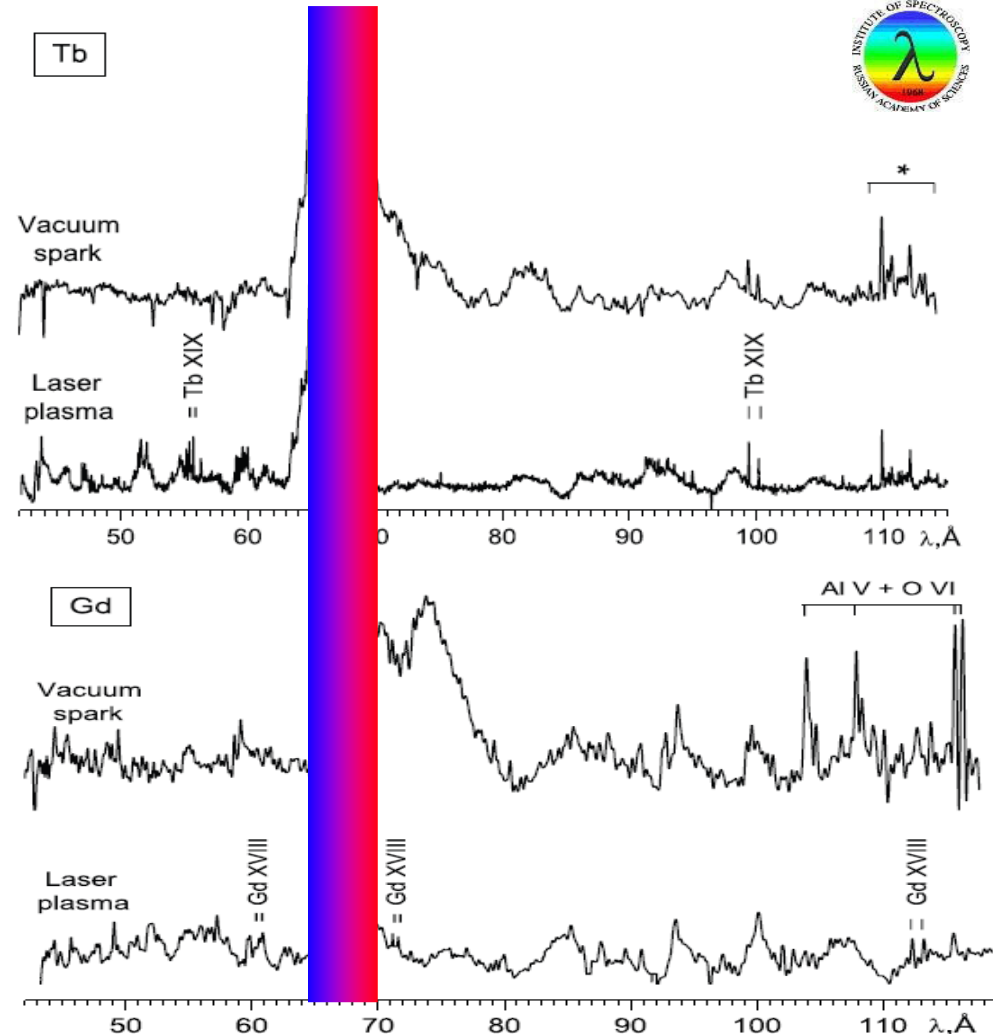 Tb
INSTITUTE OF SPECTROSCOPY
RUSSIAN ACADEMY OF SCIENCES
λ
1968
*
Vacuum
spark
Tb XIX
Tb XIX
Laser
plasma
50 60 0 80 90 100 110 λ,Å
Gd
Al V + O VI
Vacuum
spark
Gd XVIII
Gd XVIII
Gd XVIII
Laser
plasma
50 60 70 80 90 100 110 λ,Å